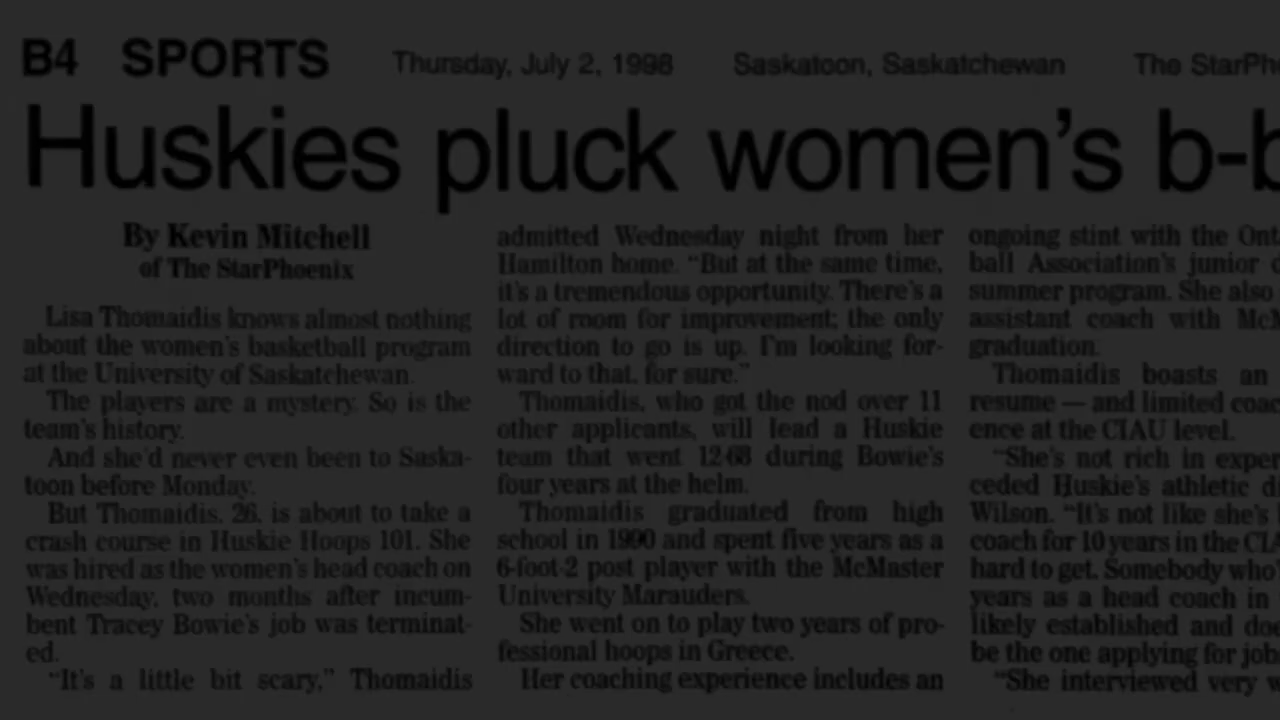 B4 SPORTS Thursday, July 2, 1998 Saskatoon, Saskatchewan The StarPh
Huskies pluck women's b-b
By Kevin Mitchell
of The StarPhoenix
Lisa Thomaidis knows almost nothing
about the women's basketball program
at the University of Saskatchewan.
The players are a mystery. So is the
team's history.
And she'd never even been to Saska-
toon before Monday.
But Thomaidis, 26, is about to take a
crash course in Huskie Hoops 101. She
was hired as the women's head coach on
Wednesday, two months after incum-
bent Tracey Bowie's job was terminat-
ed.
"It's a little bit scary," Thomaidis
admitted Wednesday night from her
Hamilton home. "But at the same time,
it's a tremendous opportunity. There's a
lot of room for improvement; the only
direction to go is up. I'm looking for-
ward to that, for sure."
Thomaidis, who got the nod over 11
other applicants, will lead a Huskie
team that went 12-68 during Bowie's
four years at the helm.
Thomaidis graduated from high
school in 1990 and spent five years as a
6-foot-2 post player with the McMaster
University Marauders.
She went on to play two years of pro-
fessional hoops in Greece.
Her coaching experience includes an
ongoing stint with the Ont
ball Association's junior
summer program. She also
assistant coach with McM
graduation.
Thomaidis boasts an
resume — and limited coac
ence at the CIAU level.
"She's not rich in exper
ceded Huskie's athletic di
Wilson. "It's not like she's
coach for 10 years in the CIA
hard to get. Somebody who'
years as a head coach in
likely established and doe
be the one applying for job
"She interviewed very w